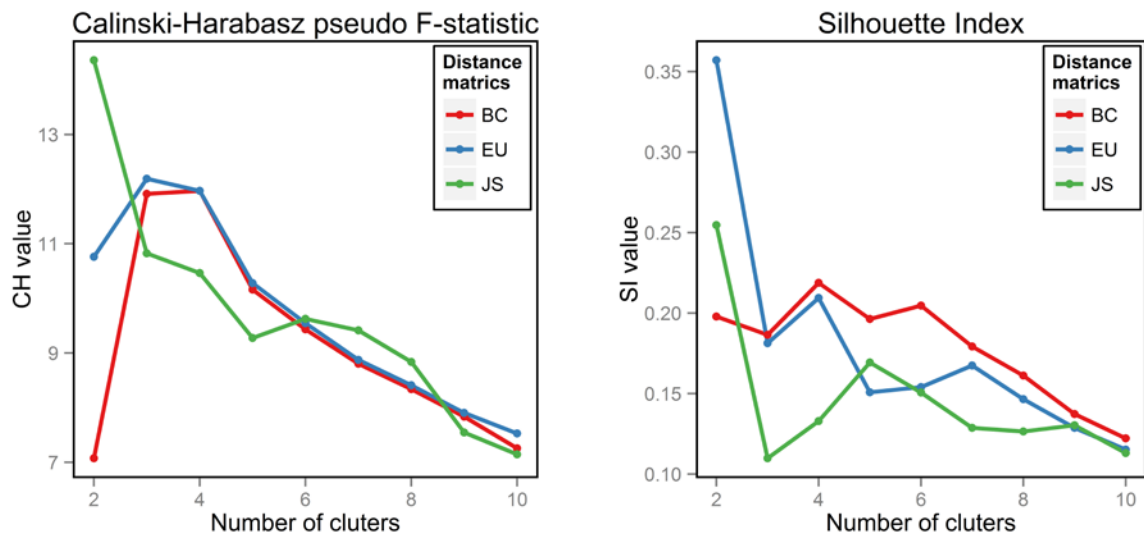 Calinski-Harabasz pseudo F-statistic
Distance
matrics
BC
EU
JS
CH value
13
11
9
7
2
4
6
8
10
Number of cluters
Silhouette Index
Distance
matrics
BC
EU
JS
SI value
0.35
0.30
0.25
0.20
0.15
0.10
2
4
6
8
10
Number of cluters